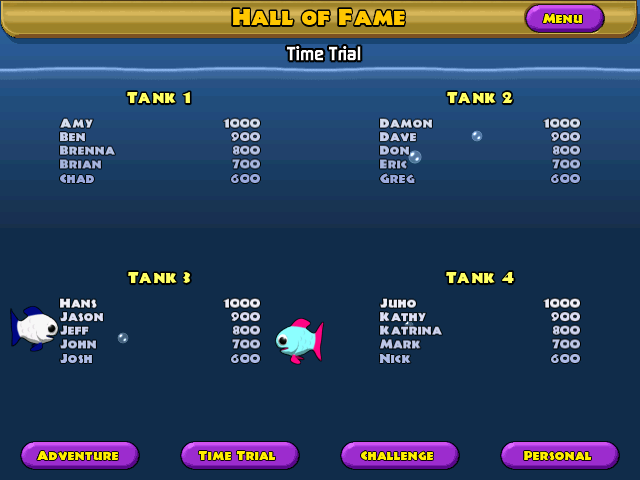 Hall of Fame
Menu
Time Trial
Tank 1
Amy 1000
Ben 900
Brenna 800
Brian 700
Chad 600
Tank 2
Damon 1000
Dave 900
Don 800
Eric 700
Greg 600
Tank 3
Hans 1000
Jason 900
Jeff 800
John 700
Josh 600
Tank 4
Juho 1000
Kathy 900
Katrina 800
Mark 700
Nick 600
Adventure
Time Trial
Challenge
Personal